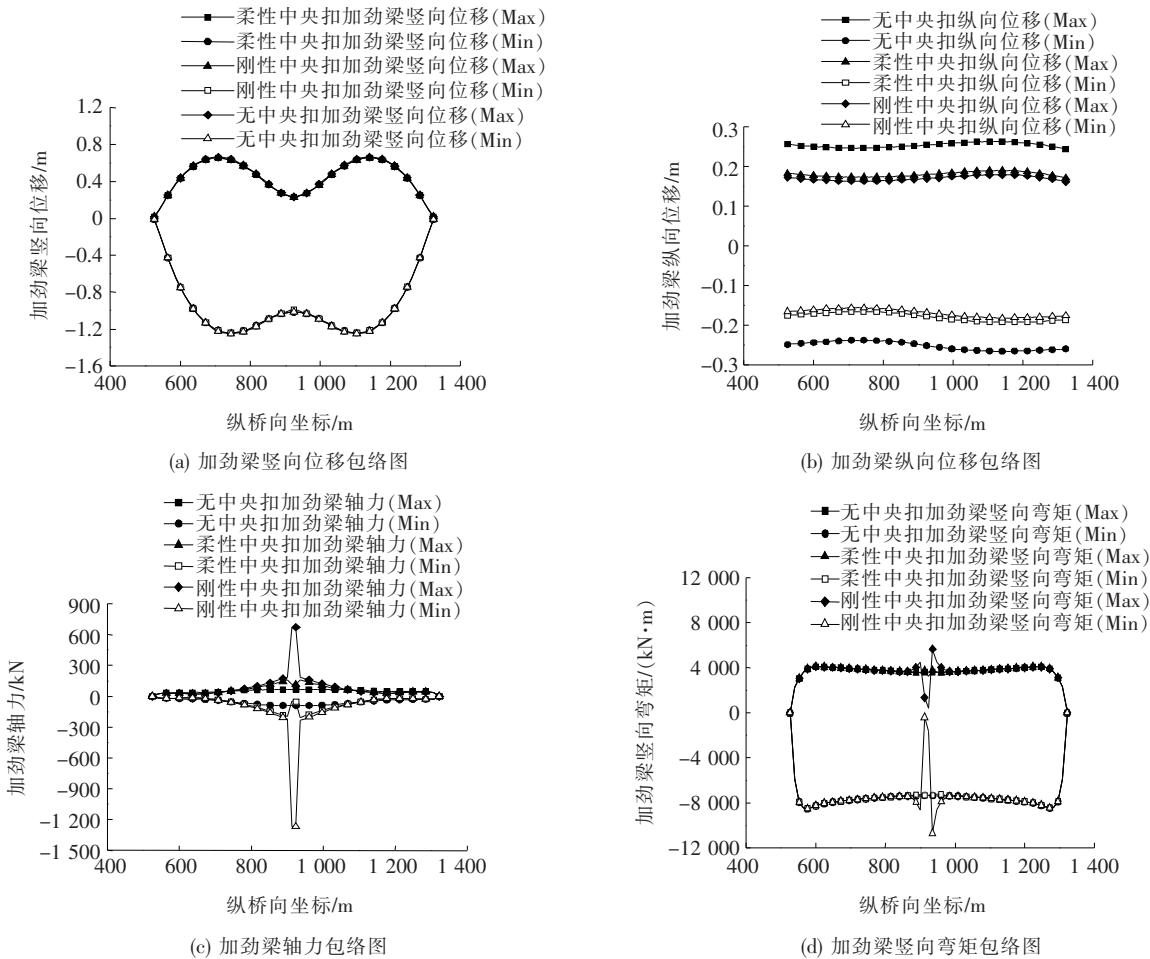 柔性中央扣加劲梁竖向位移(Max)
柔性中央扣加劲梁竖向位移(Min)
刚性中央扣加劲梁竖向位移(Max)
刚性中央扣加劲梁竖向位移(Min)
无中央扣加劲梁竖向位移(Max)
无中央扣加劲梁竖向位移(Min)
加劲梁竖向位移/m
1.2
0.8
0.4
0
-0.4
-0.8
-1.2
-1.6
400 600 800 1 000 1 200 1 400
纵桥向坐标/m
(a) 加劲梁竖向位移包络图
无中央扣纵向位移(Max)
无中央扣纵向位移(Min)
柔性中央扣纵向位移(Max)
柔性中央扣纵向位移(Min)
刚性中央扣纵向位移(Max)
刚性中央扣纵向位移(Min)
加劲梁纵向位移/m
0.3
0.2
0.1
0
-0.1
-0.2
-0.3
400 600 800 1 000 1 200 1 400
纵桥向坐标/m
(b) 加劲梁纵向位移包络图
无中央扣加劲梁轴力(Max)
无中央扣加劲梁轴力(Min)
柔性中央扣加劲梁轴力(Max)
柔性中央扣加劲梁轴力(Min)
刚性中央扣加劲梁轴力(Max)
刚性中央扣加劲梁轴力(Min)
加劲梁轴力/kN
900
600
300
0
-300
-600
-900
-1 200
-1 500
400 600 800 1 000 1 200 1 400
纵桥向坐标/m
(c) 加劲梁轴力包络图
无中央扣加劲梁竖向弯矩(Max)
无中央扣加劲梁竖向弯矩(Min)
柔性中央扣加劲梁竖向弯矩(Max)
柔性中央扣加劲梁竖向弯矩(Min)
刚性中央扣加劲梁竖向弯矩(Max)
刚性中央扣加劲梁竖向弯矩(Min)
加劲梁竖向弯矩/(kN·m)
12 000
8 000
4 000
0
-4 000
-8 000
-12 000
400 600 800 1 000 1 200 1 400
纵桥向坐标/m
(d) 加劲梁竖向弯矩包络图